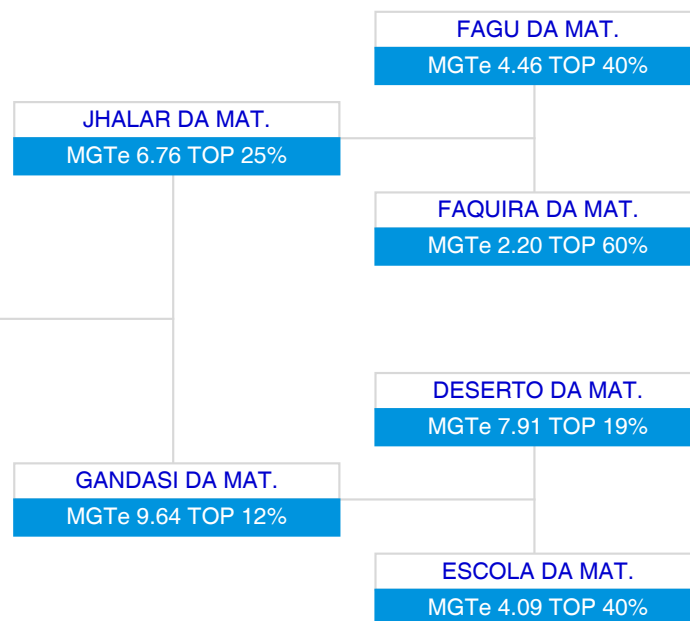 FAGU DA MAT.
MGTe 4.46 TOP 40%
JHALAR DA MAT.
MGTe 6.76 TOP 25%
FAQUIRA DA MAT.
MGTe 2.20 TOP 60%
DESERTO DA MAT.
MGTe 7.91 TOP 19%
GANDASI DA MAT.
MGTe 9.64 TOP 12%
ESCOLA DA MAT.
MGTe 4.09 TOP 40%